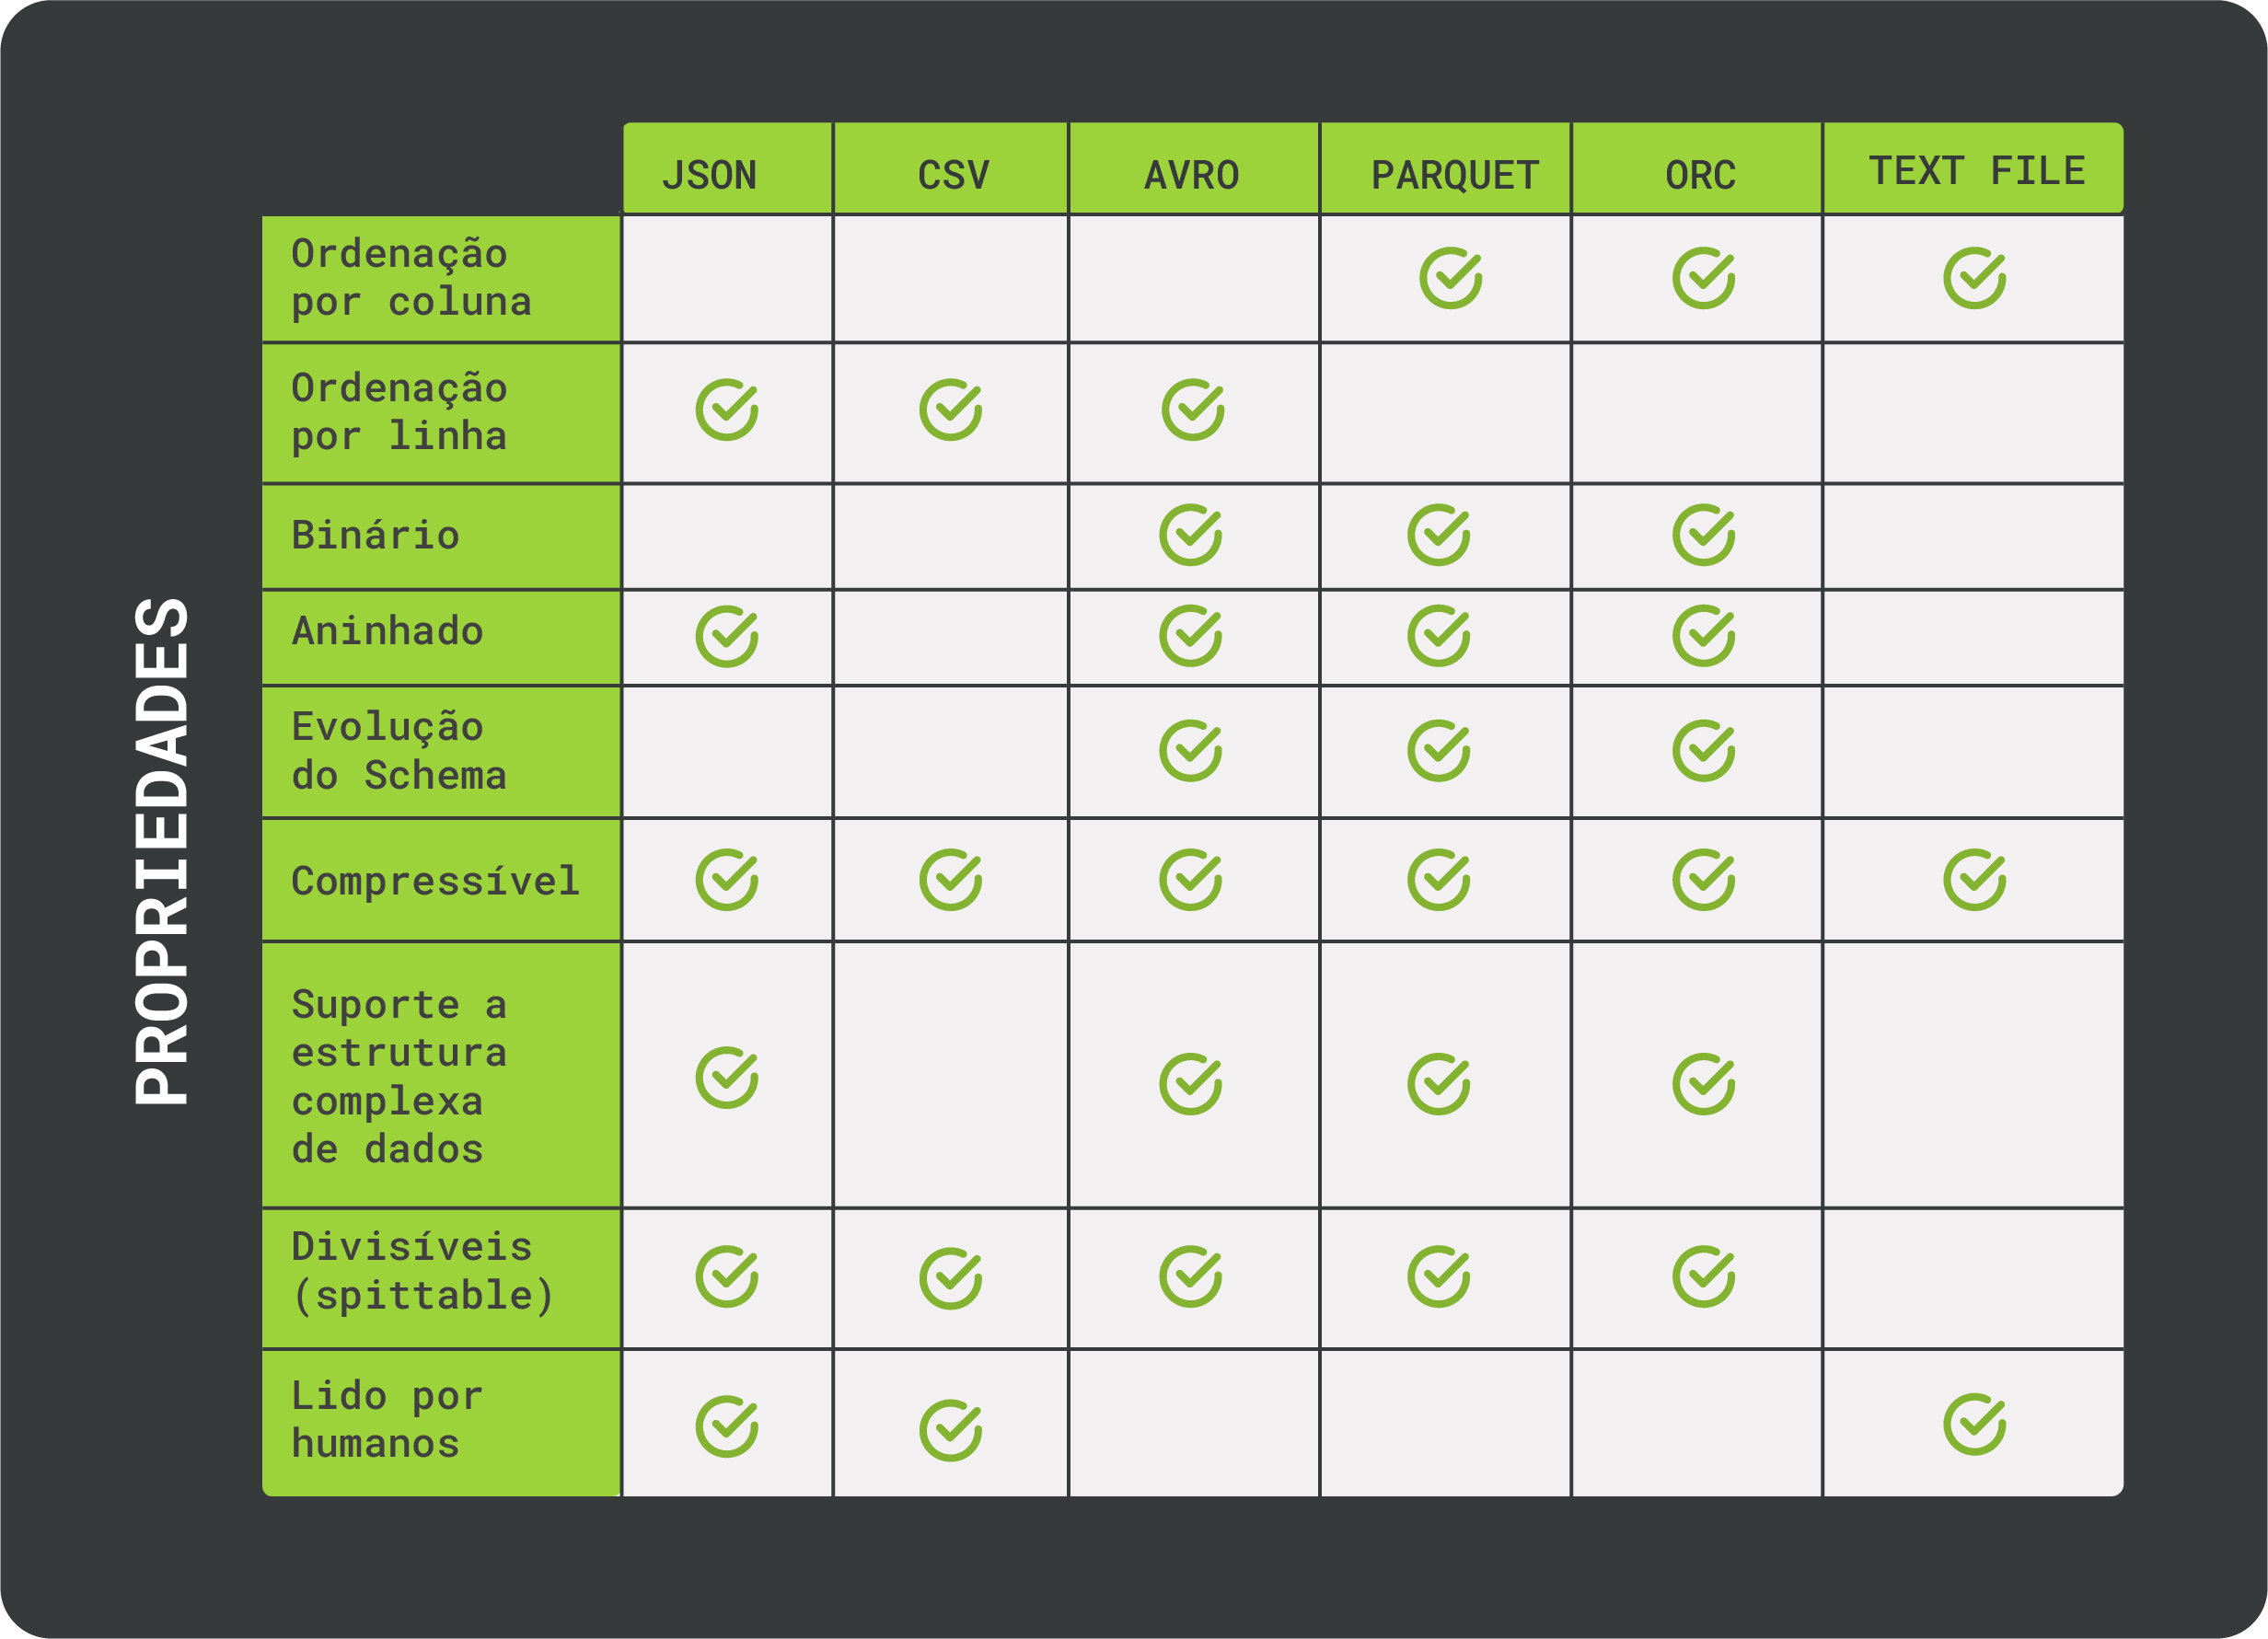 JSON CSV AVRO PARQUET ORC TEXT FILE
PROPRIEDADES
Ordenação
por coluna
Ordenação
por linha
Binário
Aninhado
Evolução
do Schema
Compressível
Suporte a
estrutura
complexa
de dados
Divisíveis
(spittable)
Lido por
humanos